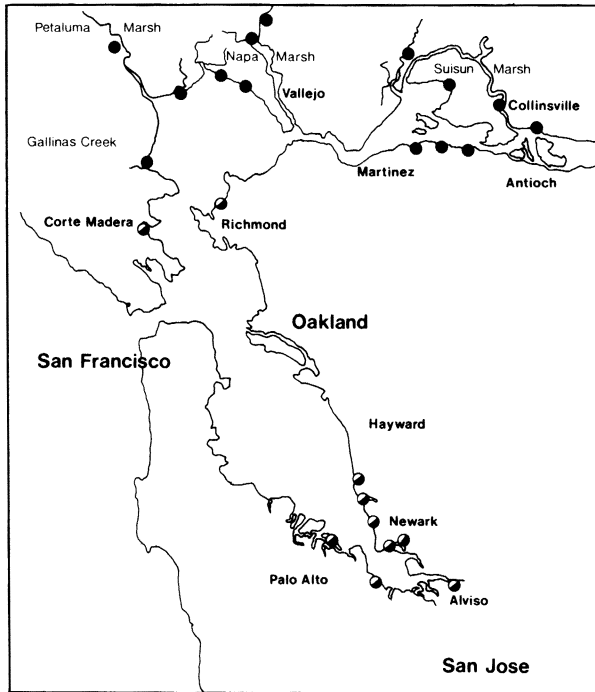 Petaluma Marsh
Napa Marsh
Suisun Marsh
Vallejo
Collinsville
Gallinas Creek
Martinez
Antioch
Corte Madera
Richmond
Oakland
San Francisco
Hayward
Newark
Palo Alto
Alviso
San Jose